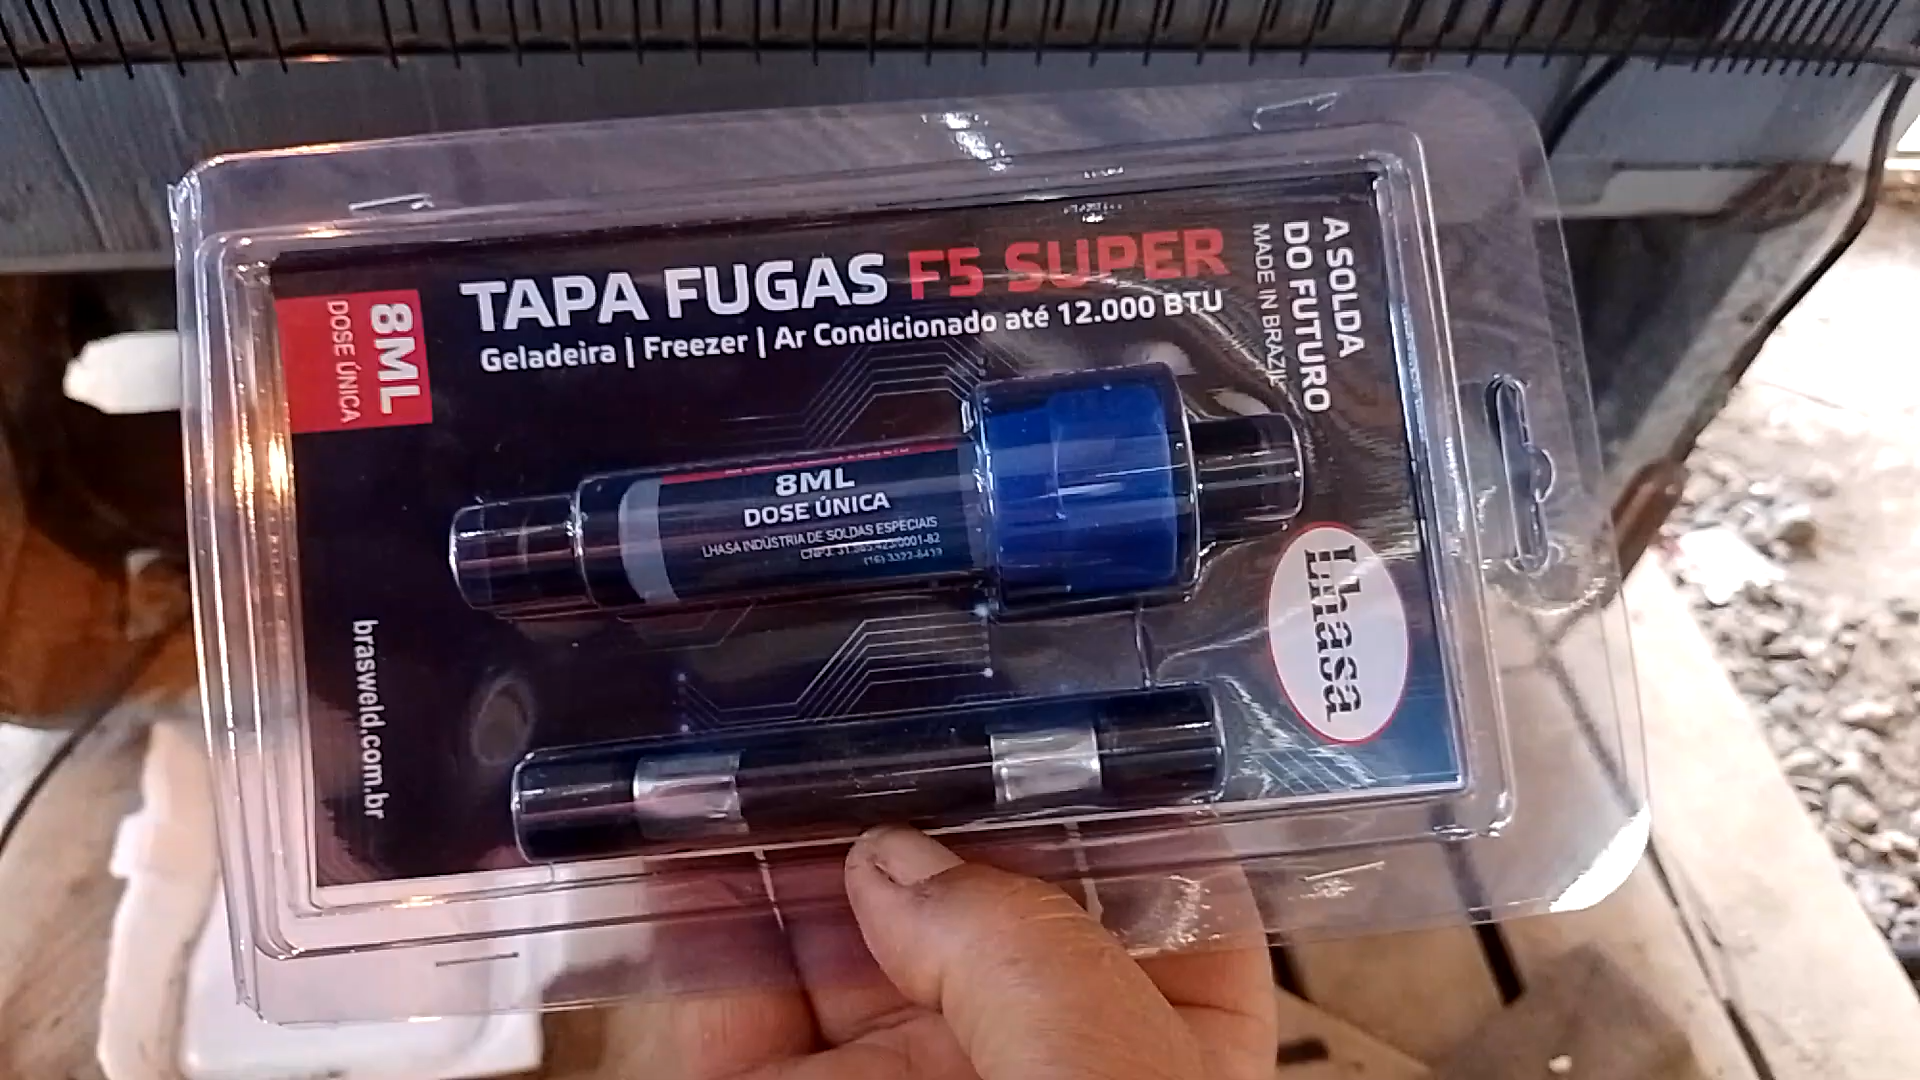 TAPA FUGAS F5 SUPER
Geladeira | Freezer | Ar Condicionado até 12.000 BTU
8ML
DOSE ÚNICA
A SOLDA
DO FUTURO
MADE IN BRAZIL
8ML
DOSE ÚNICA
LHASA INDÚSTRIA DE SOLDAS ESPECIAIS
Lhasa
brasweld.com.br